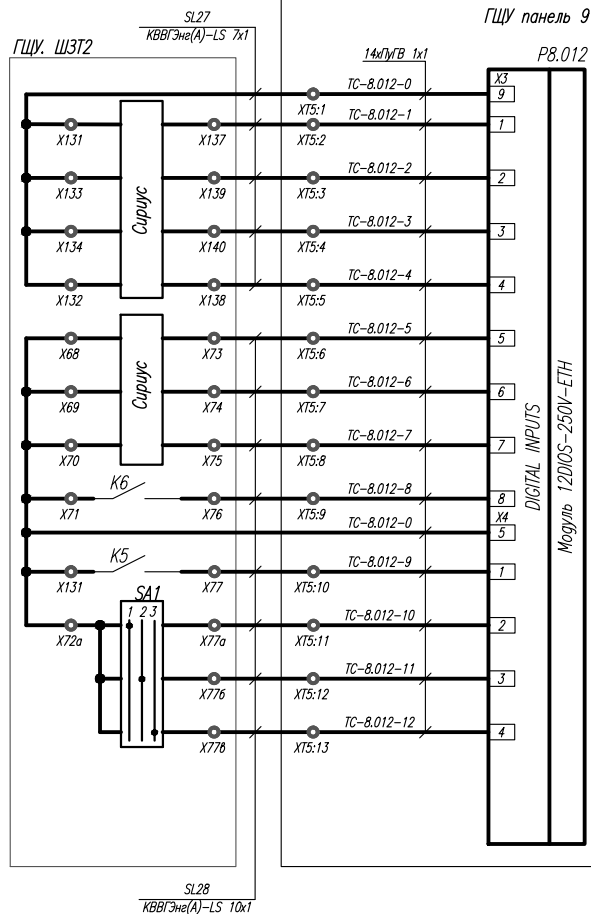 SL27
КВВГЭнг(А)-LS 7х1
ГЩУ панель 9
ГЩУ. ШЗТ2
14хПуГВ 1х1
Р8.012
X3
9
ТС-8.012-0
XT5:1
X131
X137
XT5:2
ТС-8.012-1
1
X133
X139
XT5:3
ТС-8.012-2
2
Сириус
X134
X140
XT5:4
ТС-8.012-3
3
X132
X138
XT5:5
ТС-8.012-4
4
X68
X73
XT5:6
ТС-8.012-5
5
Сириус
X69
X74
XT5:7
ТС-8.012-6
6
X70
X75
XT5:8
ТС-8.012-7
7
K6
X71
X76
XT5:9
ТС-8.012-8
8
X4
ТС-8.012-0
5
K5
X131
X77
XT5:10
ТС-8.012-9
1
SA1
1 2 3
X72а
X77а
XT5:11
ТС-8.012-10
2
X77б
XT5:12
ТС-8.012-11
3
X77в
XT5:13
ТС-8.012-12
4
DIGITAL INPUTS
Модуль 12DIOS-250V-ETH
SL28
КВВГЭнг(А)-LS 10х1